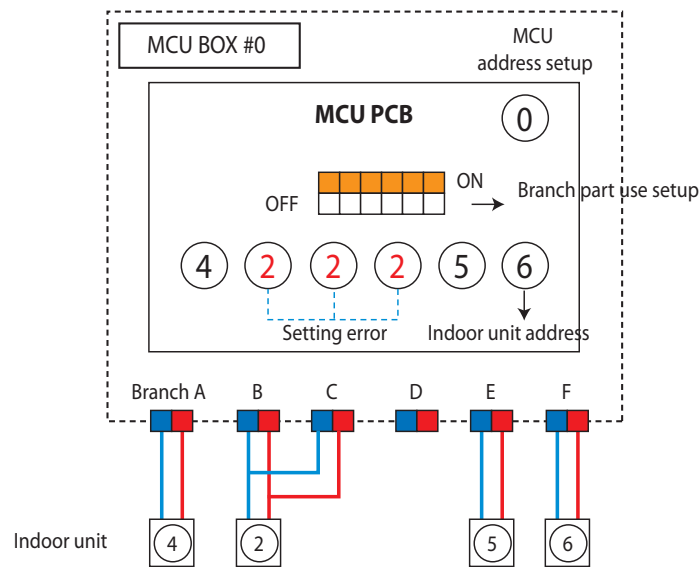 MCU BOX #0
MCU
address setup
MCU PCB
0
ON
OFF
Branch part use setup
4 2 2 2 5 6
Setting error
Indoor unit address
Branch A B C D E F
Indoor unit
4 2 5 6